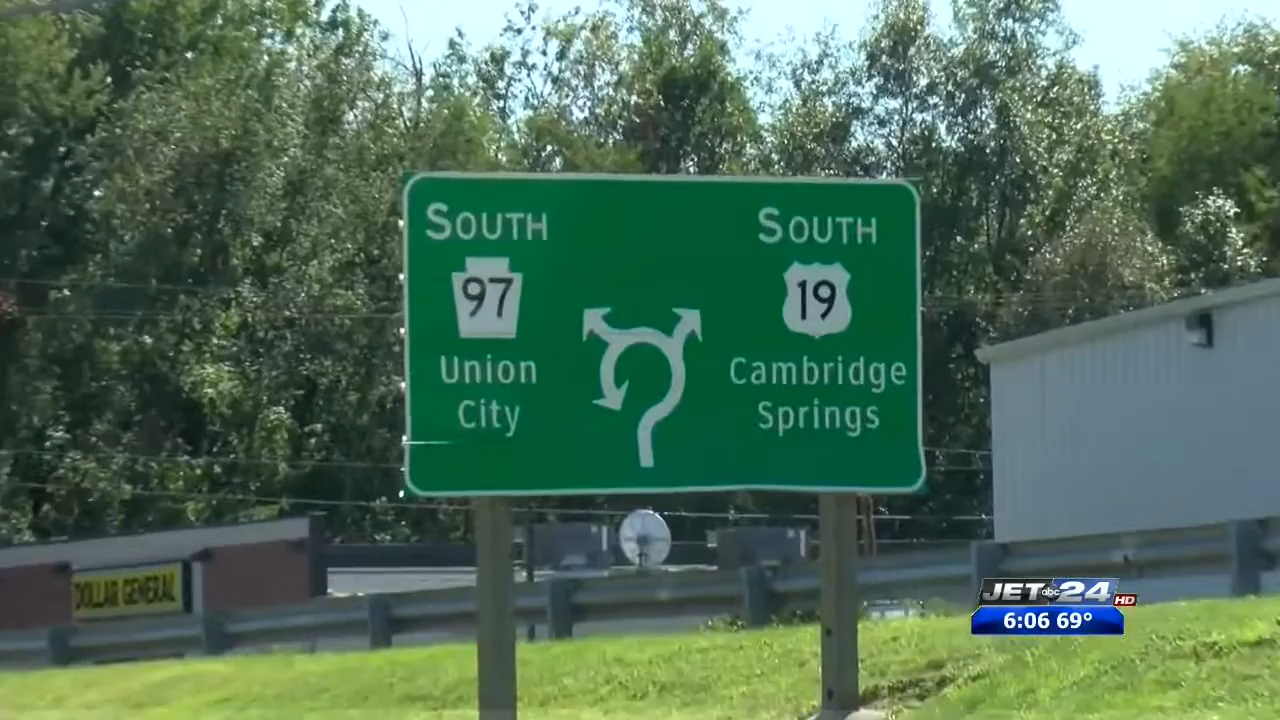 SOUTH
97
Union
City
SOUTH
19
Cambridge
Springs
DOLLAR GENERAL
JET abc 24 HD
6:06 69°